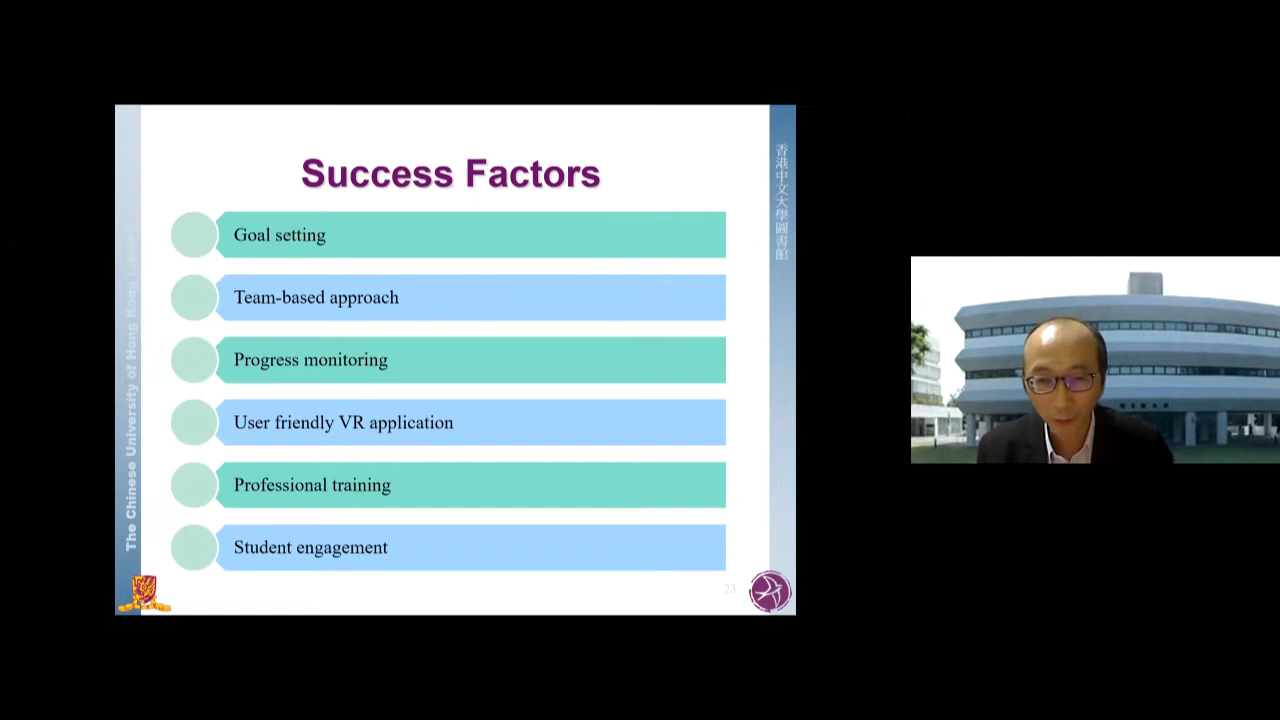 Success Factors
Goal setting
Team-based approach
Progress monitoring
User friendly VR application
Professional training
Student engagement
23
The Chinese University of Hong Kong
香港中文大學圖書館